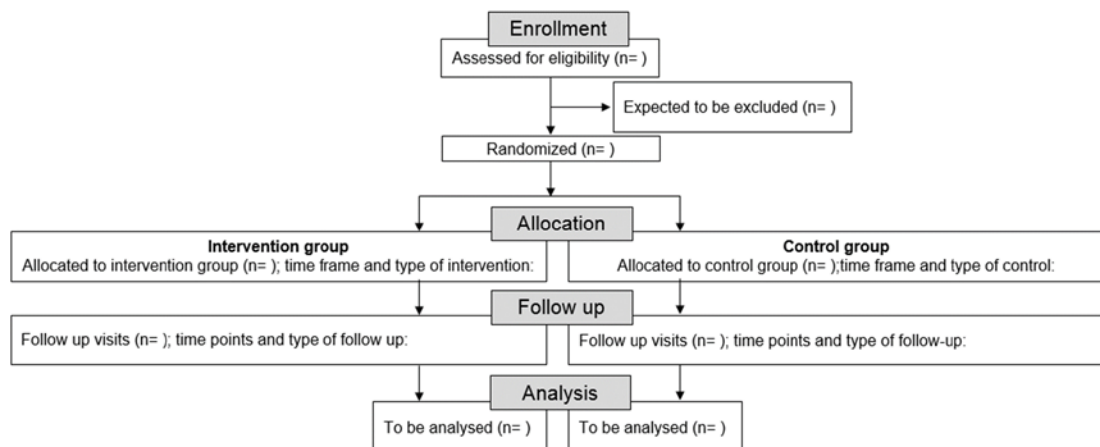 Enrollment
Assessed for eligibility (n= )
Expected to be excluded (n= )
Randomized (n= )
Allocation
Intervention group
Allocated to intervention group (n= ); time frame and type of intervention:
Control group
Allocated to control group (n= );time frame and type of control:
Follow up
Follow up visits (n= ); time points and type of follow up:
Follow up visits (n= ); time points and type of follow-up:
Analysis
To be analysed (n= )
To be analysed (n= )